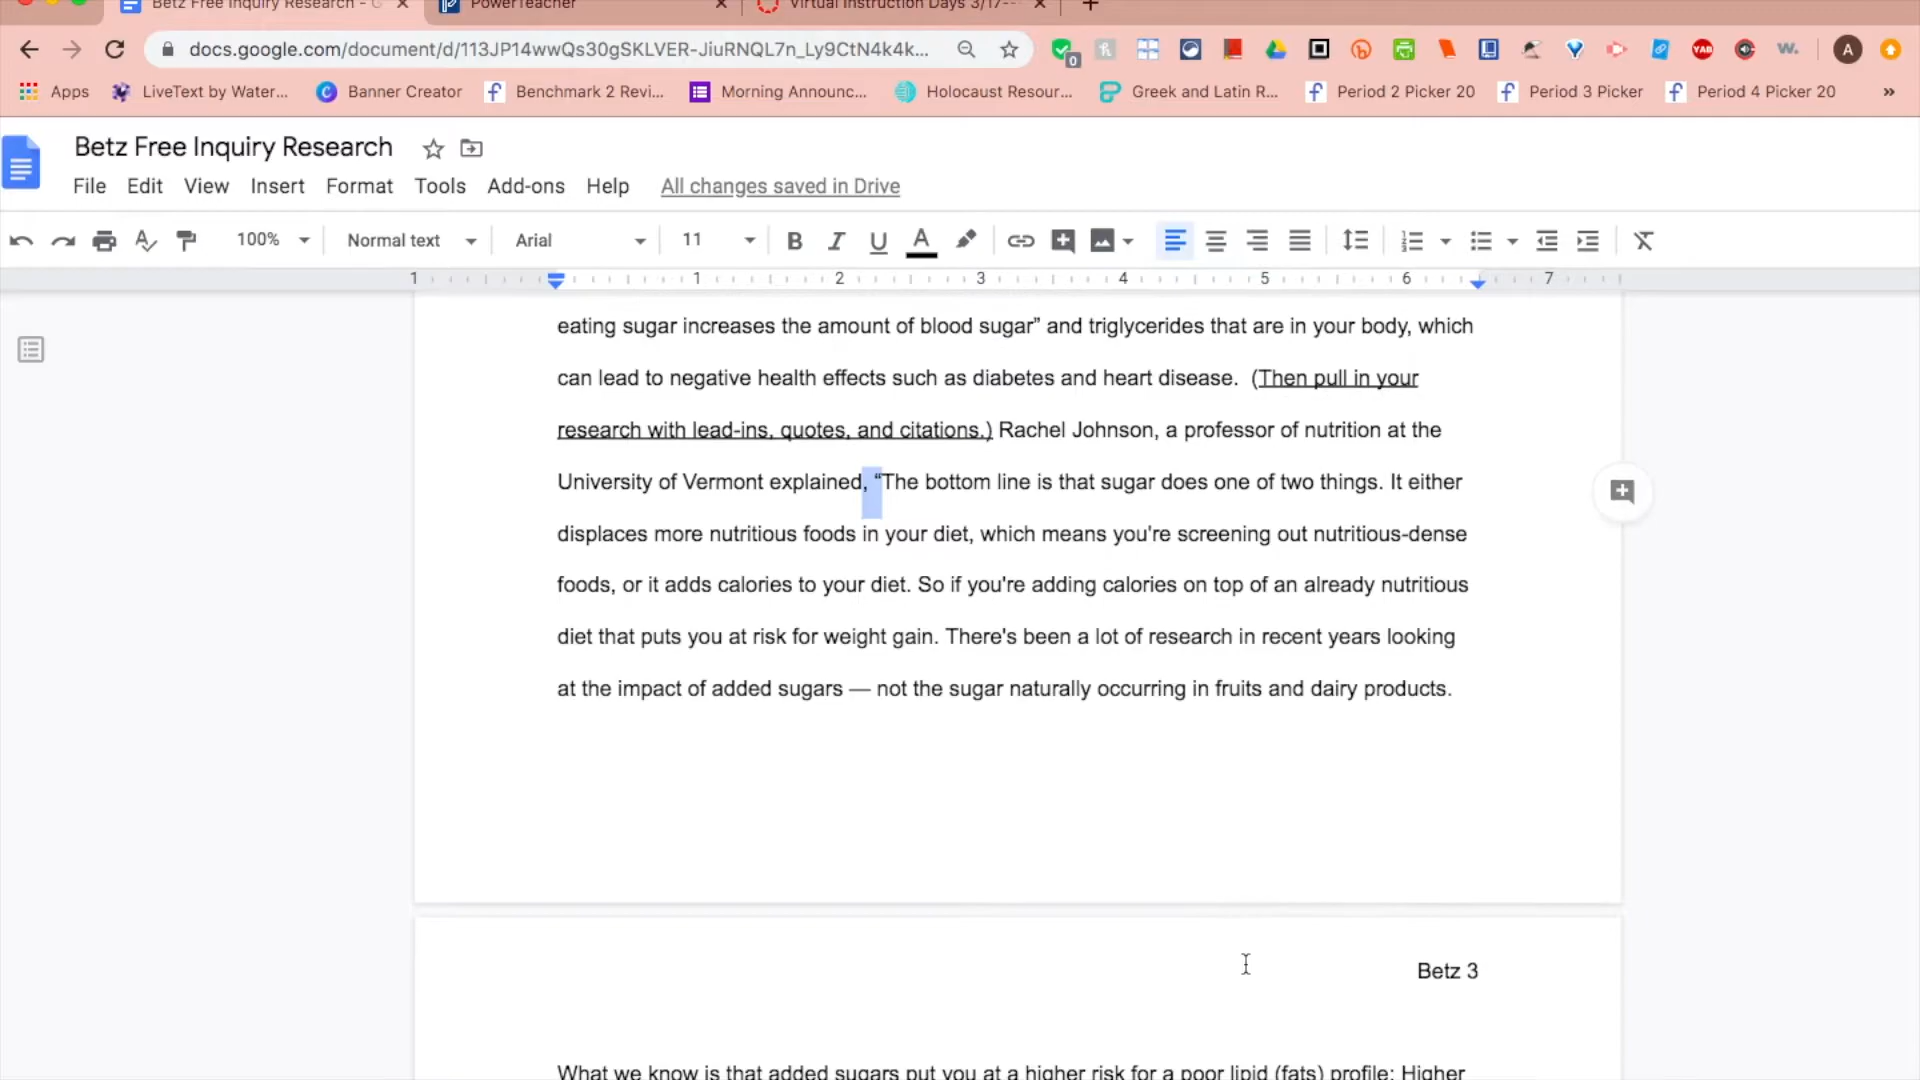 Betz Free Inquiry Research - G
PowerTeacher
Virtual Instruction Days 3/17--
docs.google.com/document/d/113JP14wwQs30gSKLVER-JiuRNQL7n_Ly9CtN4k4k...
0
YAB
W.
A
Apps
LiveText by Water...
Banner Creator
Benchmark 2 Revi...
Morning Announc...
Holocaust Resour...
Greek and Latin R...
Period 2 Picker 20
Period 3 Picker
Period 4 Picker 20
»
Betz Free Inquiry Research
File Edit View Insert Format Tools Add-ons Help All changes saved in Drive
100% Normal text Arial 11 B I U A
1 1 2 3 4 5 6 7
eating sugar increases the amount of blood sugar” and triglycerides that are in your body, which
can lead to negative health effects such as diabetes and heart disease. (Then pull in your
research with lead-ins, quotes, and citations.) Rachel Johnson, a professor of nutrition at the
University of Vermont explained, “The bottom line is that sugar does one of two things. It either
displaces more nutritious foods in your diet, which means you're screening out nutritious-dense
foods, or it adds calories to your diet. So if you're adding calories on top of an already nutritious
diet that puts you at risk for weight gain. There's been a lot of research in recent years looking
at the impact of added sugars — not the sugar naturally occurring in fruits and dairy products.
Betz 3
What we know is that added sugars put you at a higher risk for a poor lipid (fats) profile: Higher